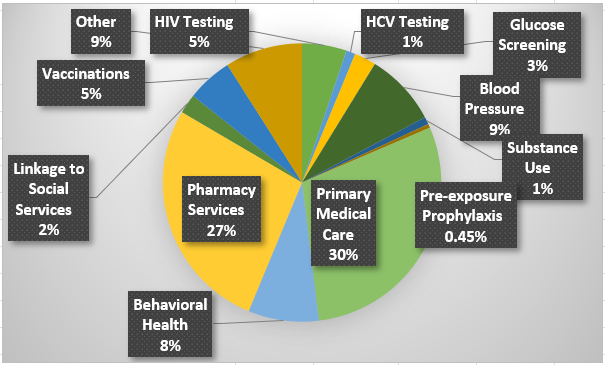 Other
9%
HIV Testing
5%
HCV Testing
1%
Glucose
Screening
3%
Vaccinations
5%
Blood
Pressure
9%
Substance
Use
1%
Linkage to
Social
Services
2%
Pharmacy
Services
27%
Primary
Medical
Care
30%
Pre-exposure
Prophylaxis
0.45%
Behavioral
Health
8%